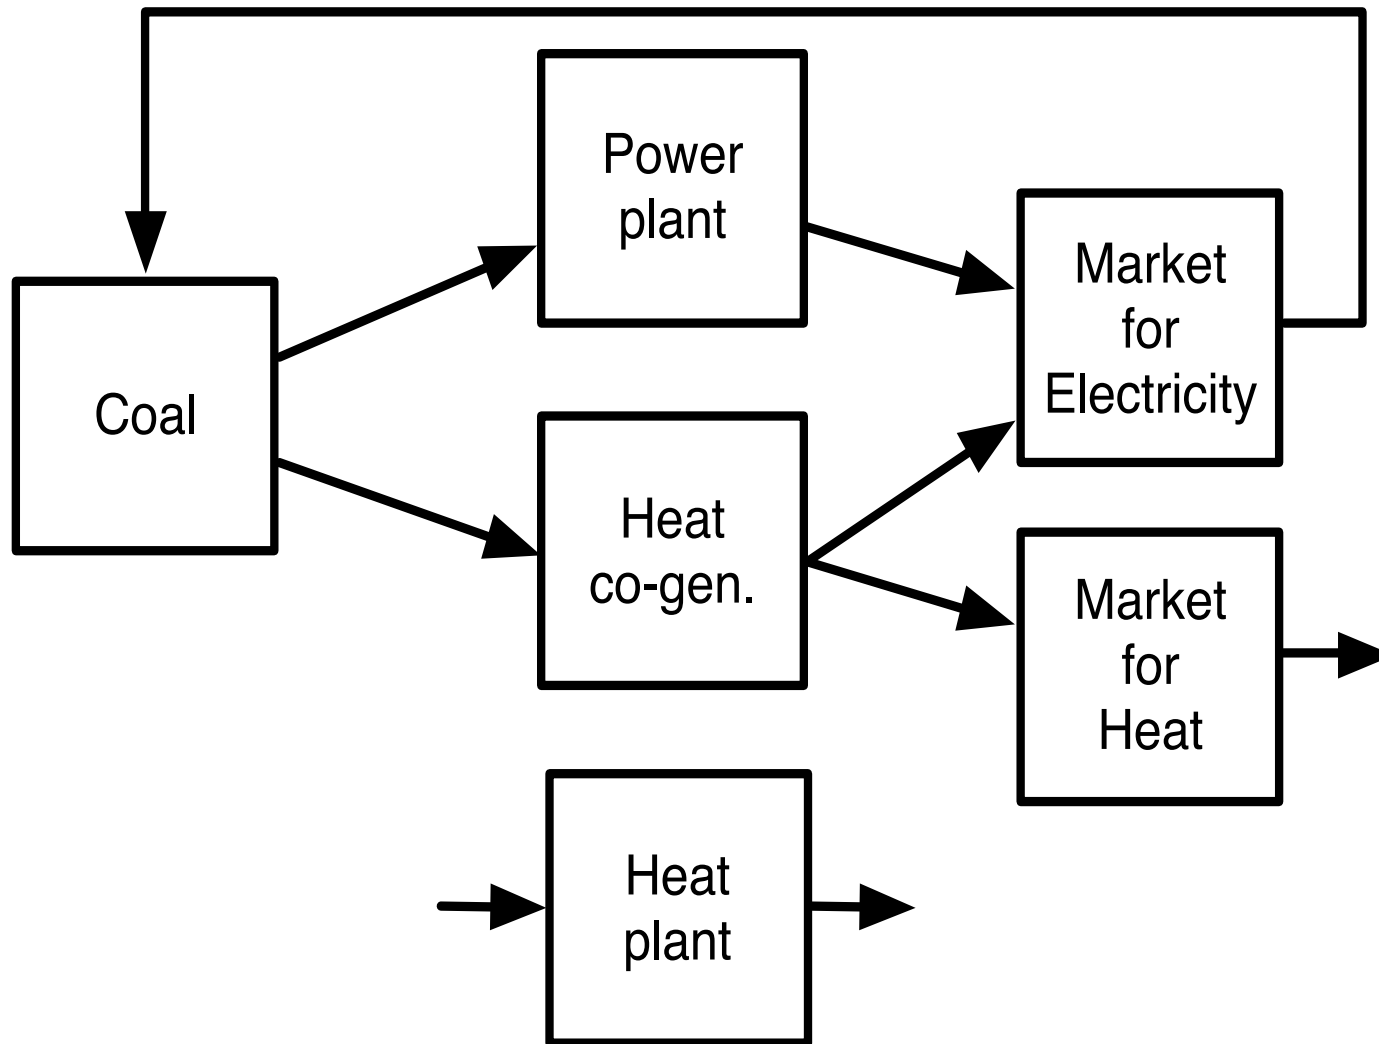 Power
plant
Market
for
Electricity
Coal
Heat
co-gen.
Market
for
Heat
Heat
plant